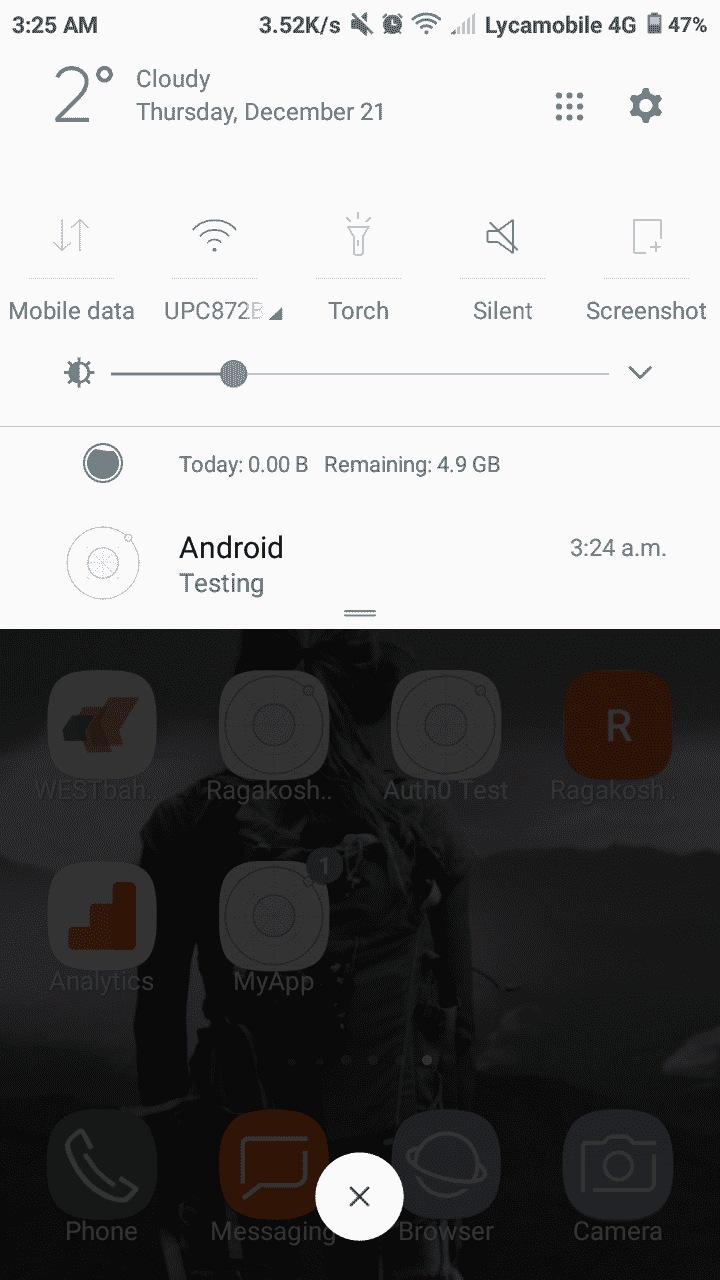 3:25 AM 3.52K/s Lycamobile 4G 47%
2° Cloudy
Thursday, December 21
Mobile data UPC872B Torch Silent Screenshot
Today: 0.00 B Remaining: 4.9 GB
Android 3:24 a.m.
Testing
R
WESTbah.. Ragakosh.. Auth0 Test Ragakosh..
1
Analytics MyApp
Phone Messaging Browser Camera